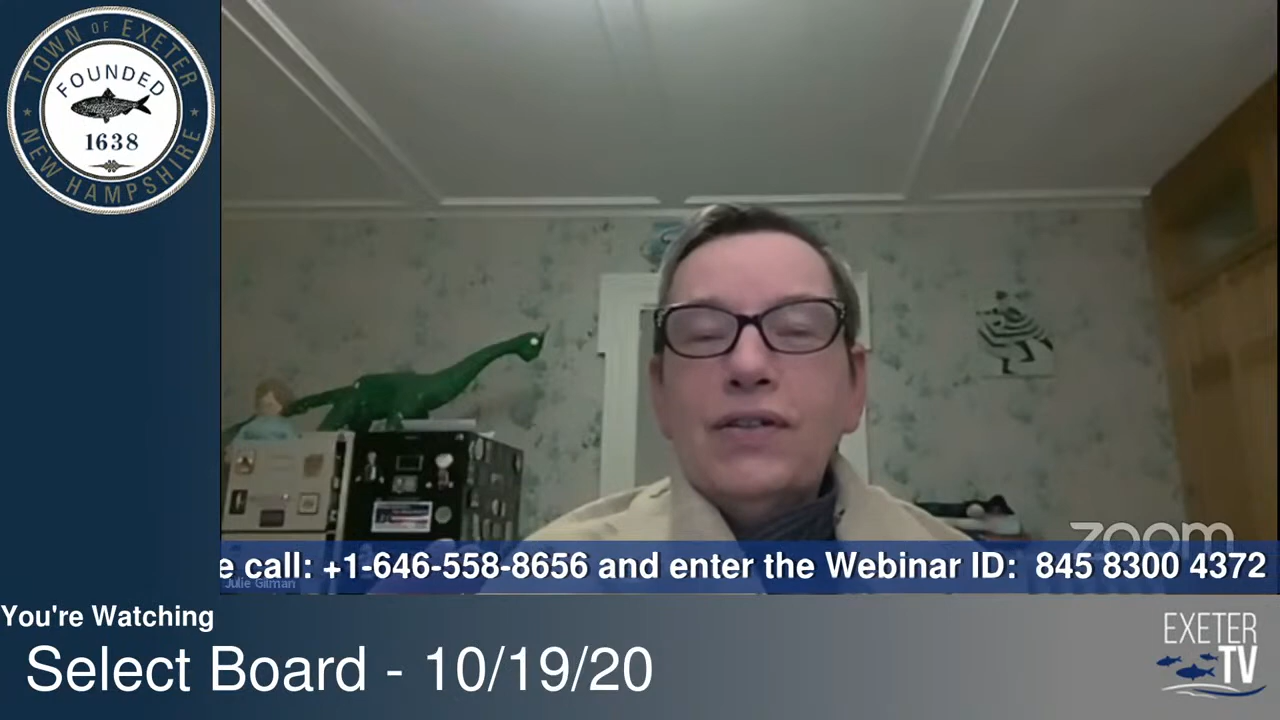 TOWN OF EXETER
FOUNDED
1638
NEW HAMPSHIRE
zoom
e call: +1-646-558-8656 and enter the Webinar ID: 845 8300 4372
Julie Gilman
You're Watching
Select Board - 10/19/20
EXETER
TV